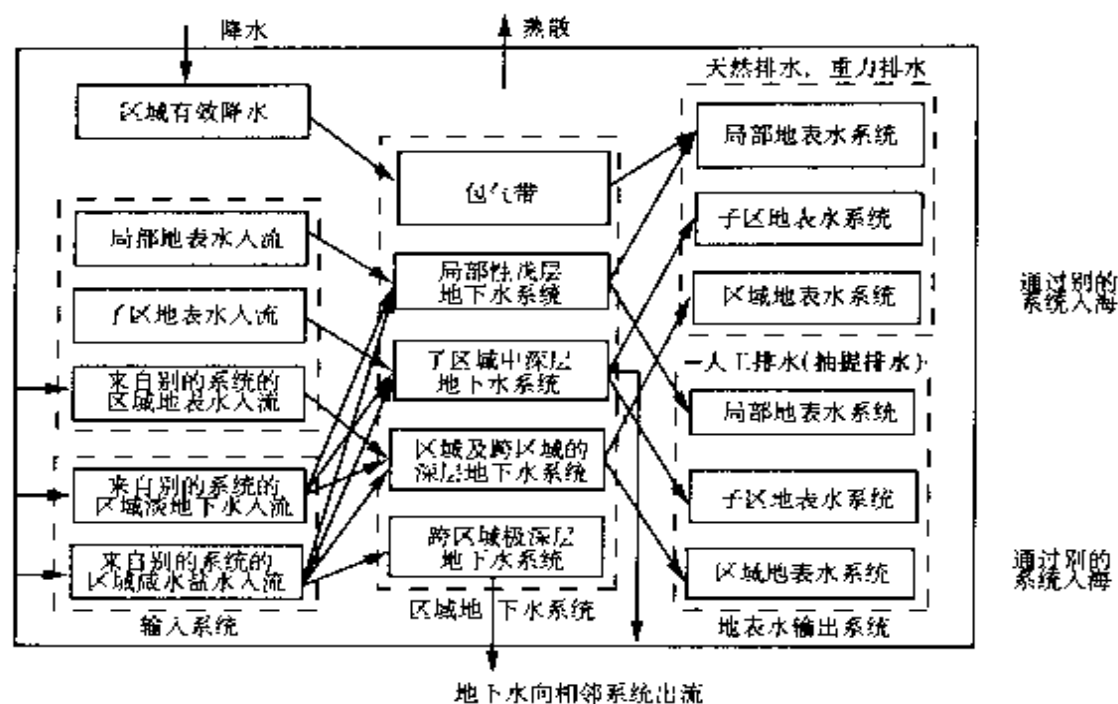 降水
蒸散
天然排水，重力排水
区域有效降水
局部地表水系统
包气带
局部地表水入流
子区地表水系统
局部性浅层
地下水系统
通过别的
系统入海
区域地表水系统
子区地表水入流
子区域中深层
地下水系统
人工排水(抽提排水)
来自别的系统的
区域地表水入流
局部地表水系统
区域及跨区域的
深层地下水系统
来自别的系统的
区域淡地下水入流
子区地表水系统
跨区域极深层
地下水系统
来自别的系统的
区域咸水盐水入流
区域地表水系统
通过别的
系统入海
输入系统
区域地下水系统
地表水输出系统
地下水向相邻系统出流